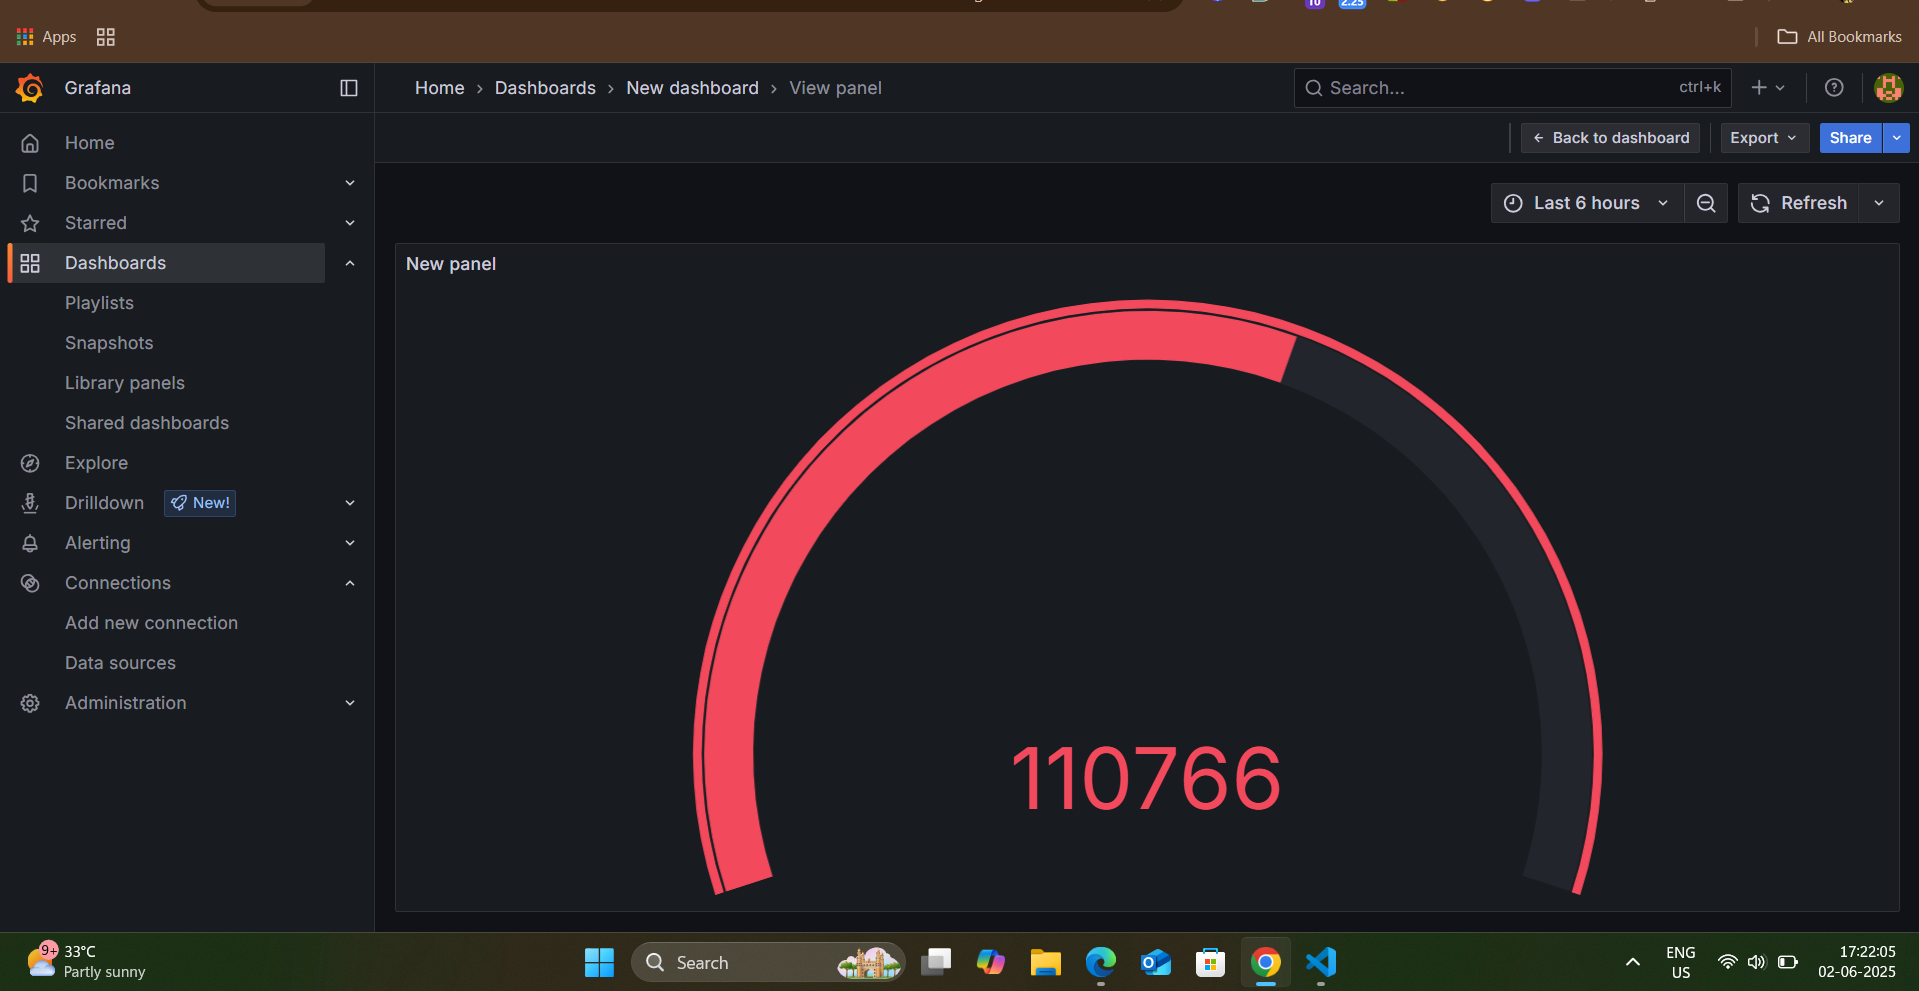 10 2.25
Apps
All Bookmarks
Grafana
Home › Dashboards › New dashboard › View panel
Search... ctrl+k
← Back to dashboard
Export
Share
Last 6 hours
Refresh
Home
Bookmarks
Starred
Dashboards
Playlists
Snapshots
Library panels
Shared dashboards
Explore
Drilldown New!
Alerting
Connections
Add new connection
Data sources
Administration
New panel
110766
9+
33°C
Partly sunny
Search
ENG
US
17:22:05
02-06-2025